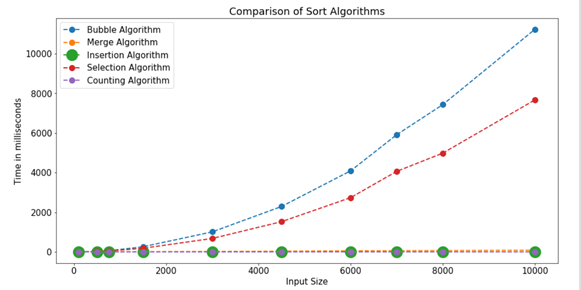 Comparison of Sort Algorithms
Bubble Algorithm
Merge Algorithm
Insertion Algorithm
Selection Algorithm
Counting Algorithm
Time in milliseconds
10000
8000
6000
4000
2000
0
0
2000
4000
6000
8000
10000
Input Size